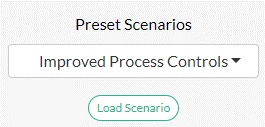 Preset Scenarios
Improved Process Controls
Load Scenario